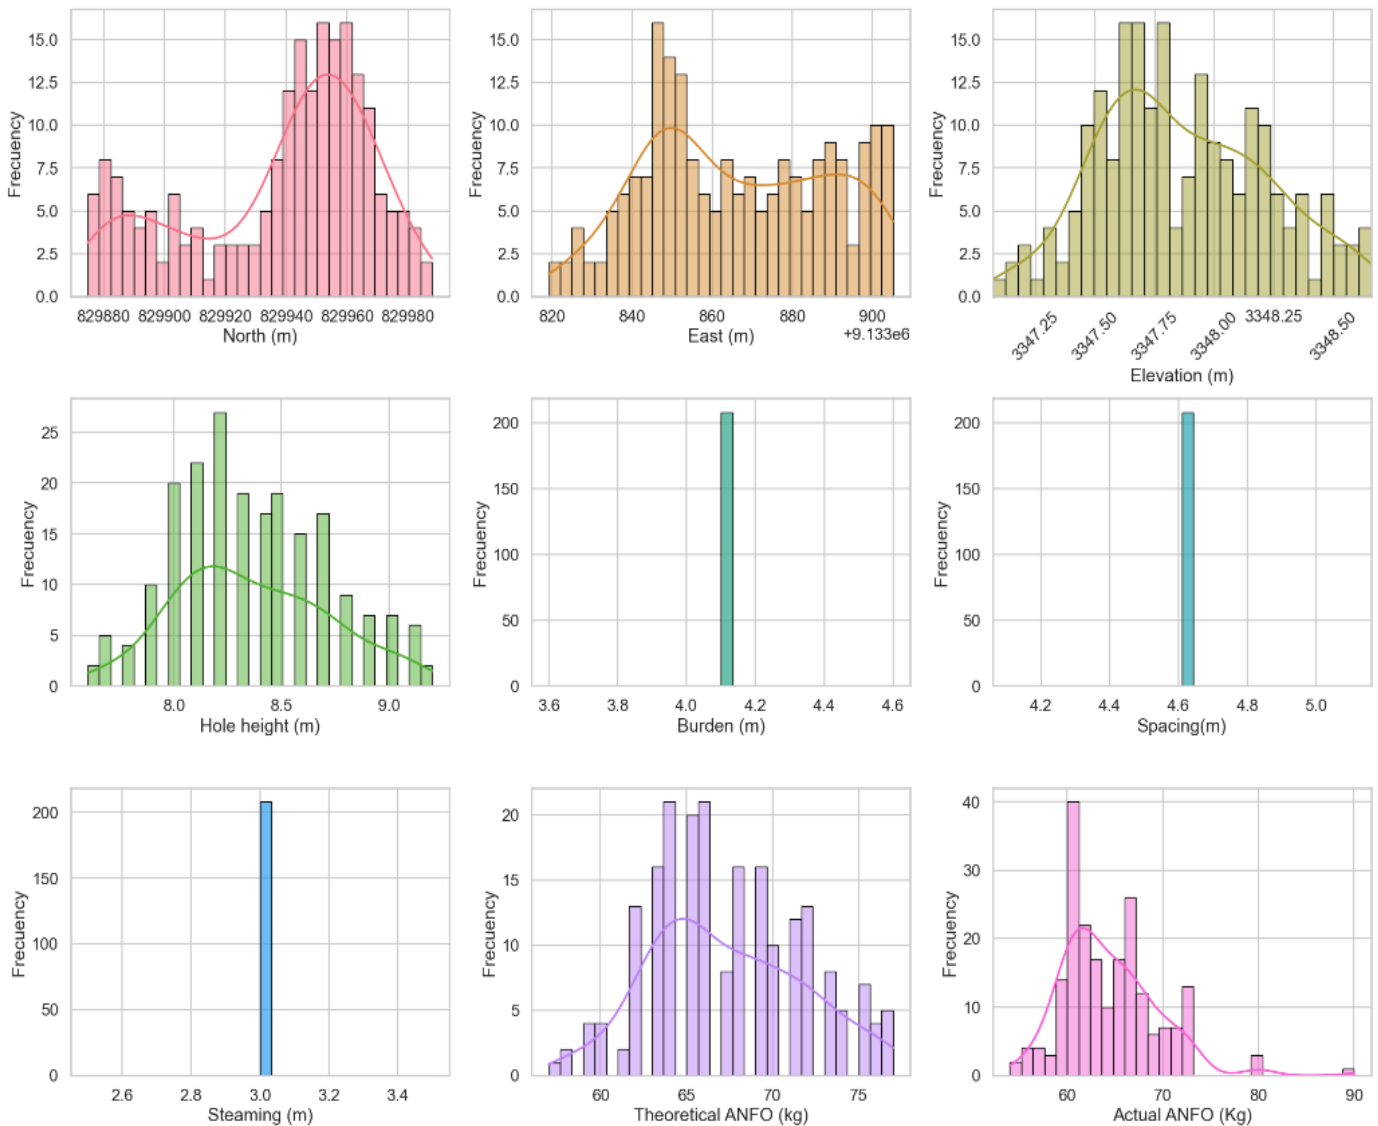 Frecuency
15.0
12.5
10.0
7.5
5.0
2.5
0.0
829880 829900 829920 829940 829960 829980
North (m)
Frecuency
15.0
12.5
10.0
7.5
5.0
2.5
0.0
820 840 860 880 900
East (m)
+9.133e6
Frecuency
15.0
12.5
10.0
7.5
5.0
2.5
0.0
3347.25 3347.50 3347.75 3348.00 3348.25 3348.50
Elevation (m)
Frecuency
25
20
15
10
5
0
8.0 8.5 9.0
Hole height (m)
Frecuency
200
150
100
50
0
3.6 3.8 4.0 4.2 4.4 4.6
Burden (m)
Frecuency
200
150
100
50
0
4.2 4.4 4.6 4.8 5.0
Spacing(m)
Frecuency
200
150
100
50
0
2.6 2.8 3.0 3.2 3.4
Steaming (m)
Frecuency
20
15
10
5
0
60 65 70 75
Theoretical ANFO (kg)
Frecuency
40
30
20
10
0
60 70 80 90
Actual ANFO (Kg)